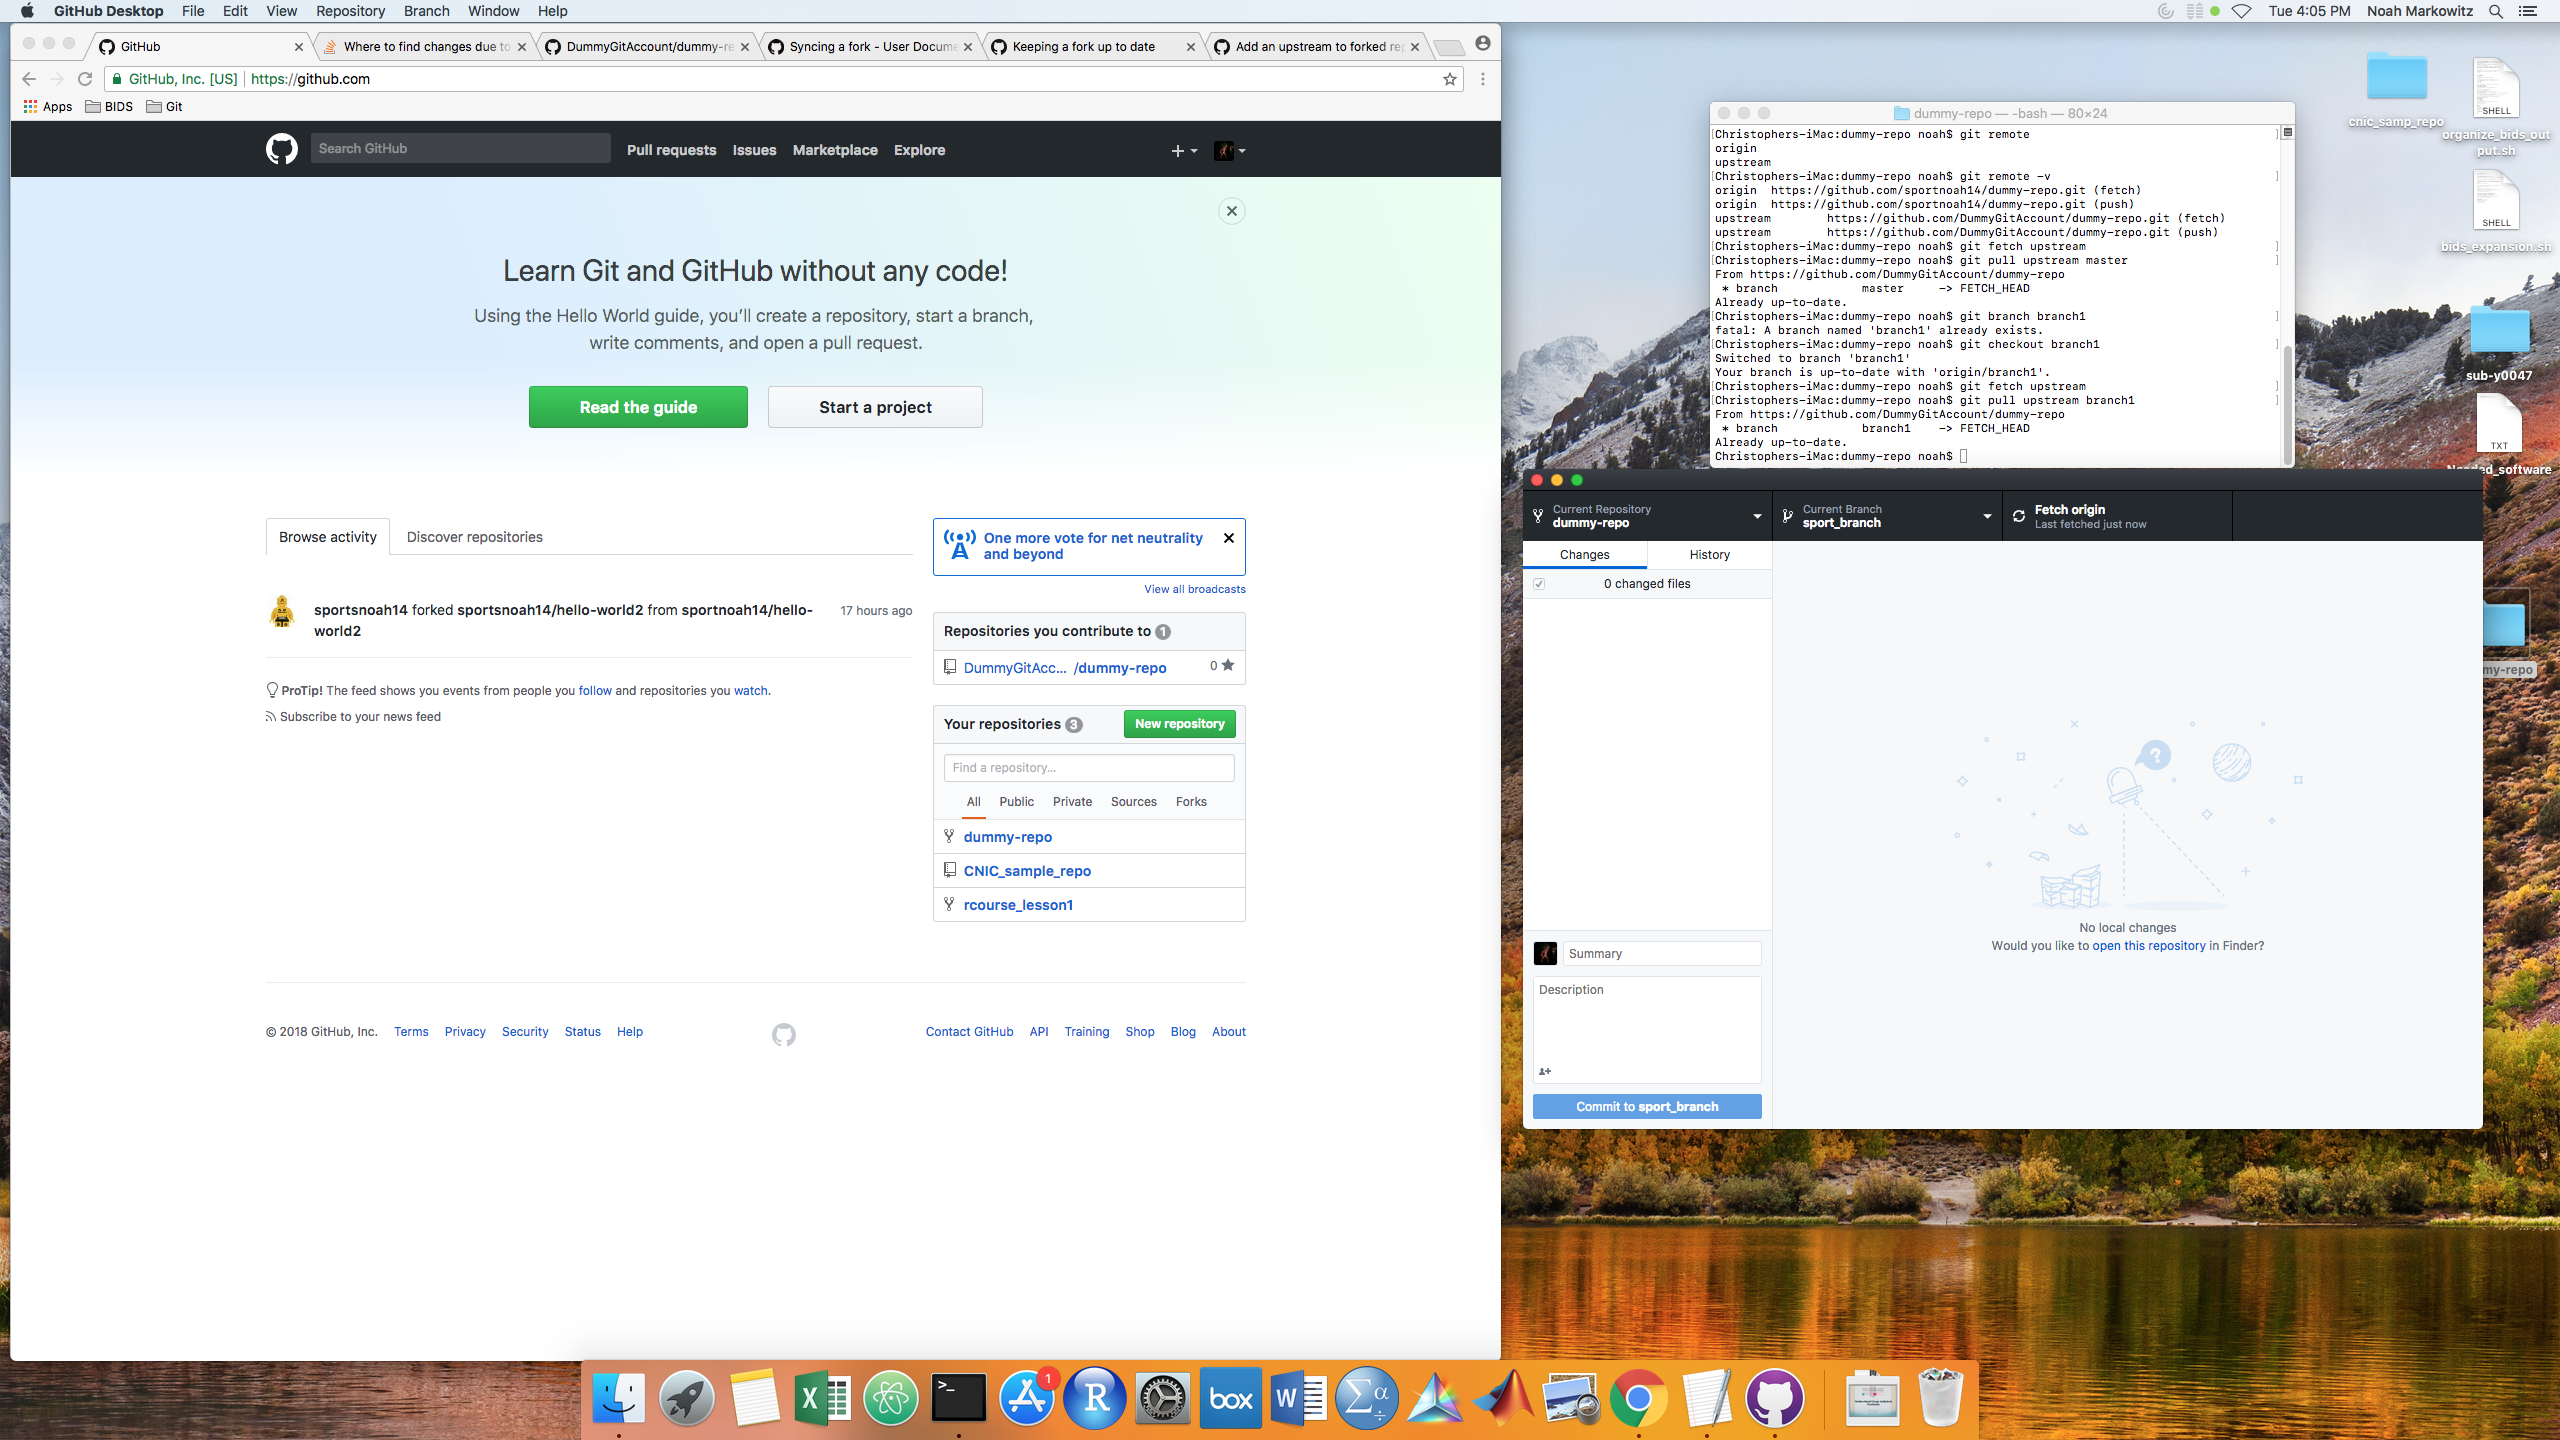 GitHub Desktop File Edit View Repository Branch Window Help
Tue 4:05 PM Noah Markowitz
GitHub
Where to find changes due to
DummyGitAccount/dummy-re
Syncing a fork - User Docume
Keeping a fork up to date
Add an upstream to forked rep
GitHub, Inc. [US] https://github.com
Apps BIDS Git
Search GitHub
Pull requests Issues Marketplace Explore
Learn Git and GitHub without any code!
Using the Hello World guide, you’ll create a repository, start a branch,
write comments, and open a pull request.
Read the guide
Start a project
Browse activity
Discover repositories
sportsnoah14 forked sportsnoah14/hello-world2 from sportnoah14/hello-
world2
17 hours ago
ProTip! The feed shows you events from people you follow and repositories you watch.
Subscribe to your news feed
One more vote for net neutrality
and beyond
View all broadcasts
Repositories you contribute to 1
DummyGitAcc... /dummy-repo 0
Your repositories 3
New repository
Find a repository...
All Public Private Sources Forks
dummy-repo
CNIC_sample_repo
rcourse_lesson1
© 2018 GitHub, Inc. Terms Privacy Security Status Help
Contact GitHub API Training Shop Blog About
dummy-repo — -bash — 80×24
[Christophers-iMac:dummy-repo noah$ git remote ]
origin
upstream
[Christophers-iMac:dummy-repo noah$ git remote -v ]
origin https://github.com/sportnoah14/dummy-repo.git (fetch)
origin https://github.com/sportnoah14/dummy-repo.git (push)
upstream https://github.com/DummyGitAccount/dummy-repo.git (fetch)
upstream https://github.com/DummyGitAccount/dummy-repo.git (push)
[Christophers-iMac:dummy-repo noah$ git fetch upstream ]
[Christophers-iMac:dummy-repo noah$ git pull upstream master ]
From https://github.com/DummyGitAccount/dummy-repo
* branch master -> FETCH_HEAD
Already up-to-date.
[Christophers-iMac:dummy-repo noah$ git branch branch1 ]
fatal: A branch named 'branch1' already exists.
[Christophers-iMac:dummy-repo noah$ git checkout branch1 ]
Switched to branch 'branch1'
Your branch is up-to-date with 'origin/branch1'.
[Christophers-iMac:dummy-repo noah$ git fetch upstream ]
[Christophers-iMac:dummy-repo noah$ git pull upstream branch1 ]
From https://github.com/DummyGitAccount/dummy-repo
* branch branch1 -> FETCH_HEAD
Already up-to-date.
Christophers-iMac:dummy-repo noah$
Current Repository
dummy-repo
Current Branch
sport_branch
Fetch origin
Last fetched just now
Changes
History
0 changed files
No local changes
Would you like to open this repository in Finder?
Summary
Description
Commit to sport_branch
cnic_samp_repo
SHELL
organize_bids_out
put.sh
SHELL
bids_expansion.sh
sub-y0047
TXT
Needed_software
my-repo
1
box